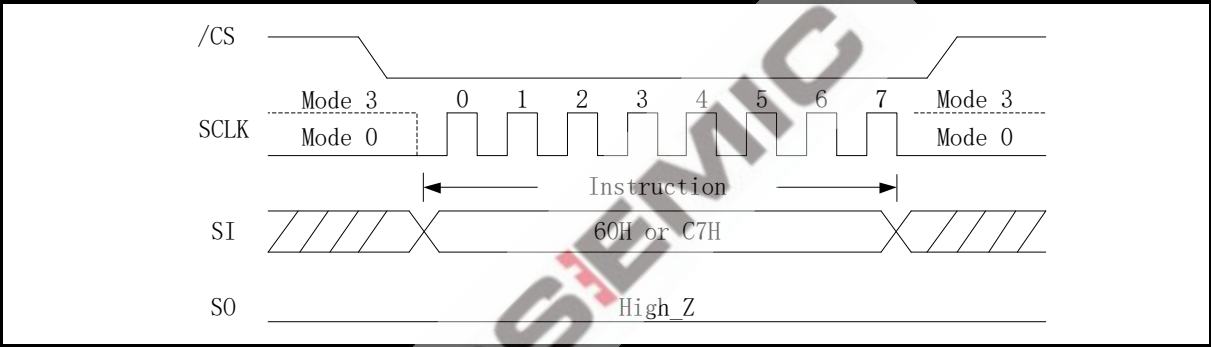 /CS
Mode 3 0 1 2 3 4 5 6 7 Mode 3
SCLK
Mode 0 Mode 0
Instruction
SI 60H or C7H
SO High_Z